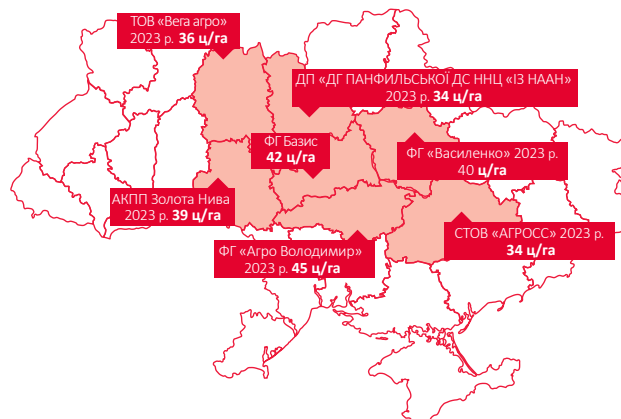 ТОВ «Вега агро»
2023 р. 36 ц/га
ДП «ДГ ПАНФИЛЬСЬКОЇ ДС ННЦ «ІЗ НААН»
2023 р. 34 ц/га
ФГ Базис
42 ц/га
ФГ «Василенко» 2023 р.
40 ц/га
АКПП Золота Нива
2023 р. 39 ц/га
СТОВ «АГРОСС» 2023 р.
34 ц/га
ФГ «Агро Володимир»
2023 р. 45 ц/га